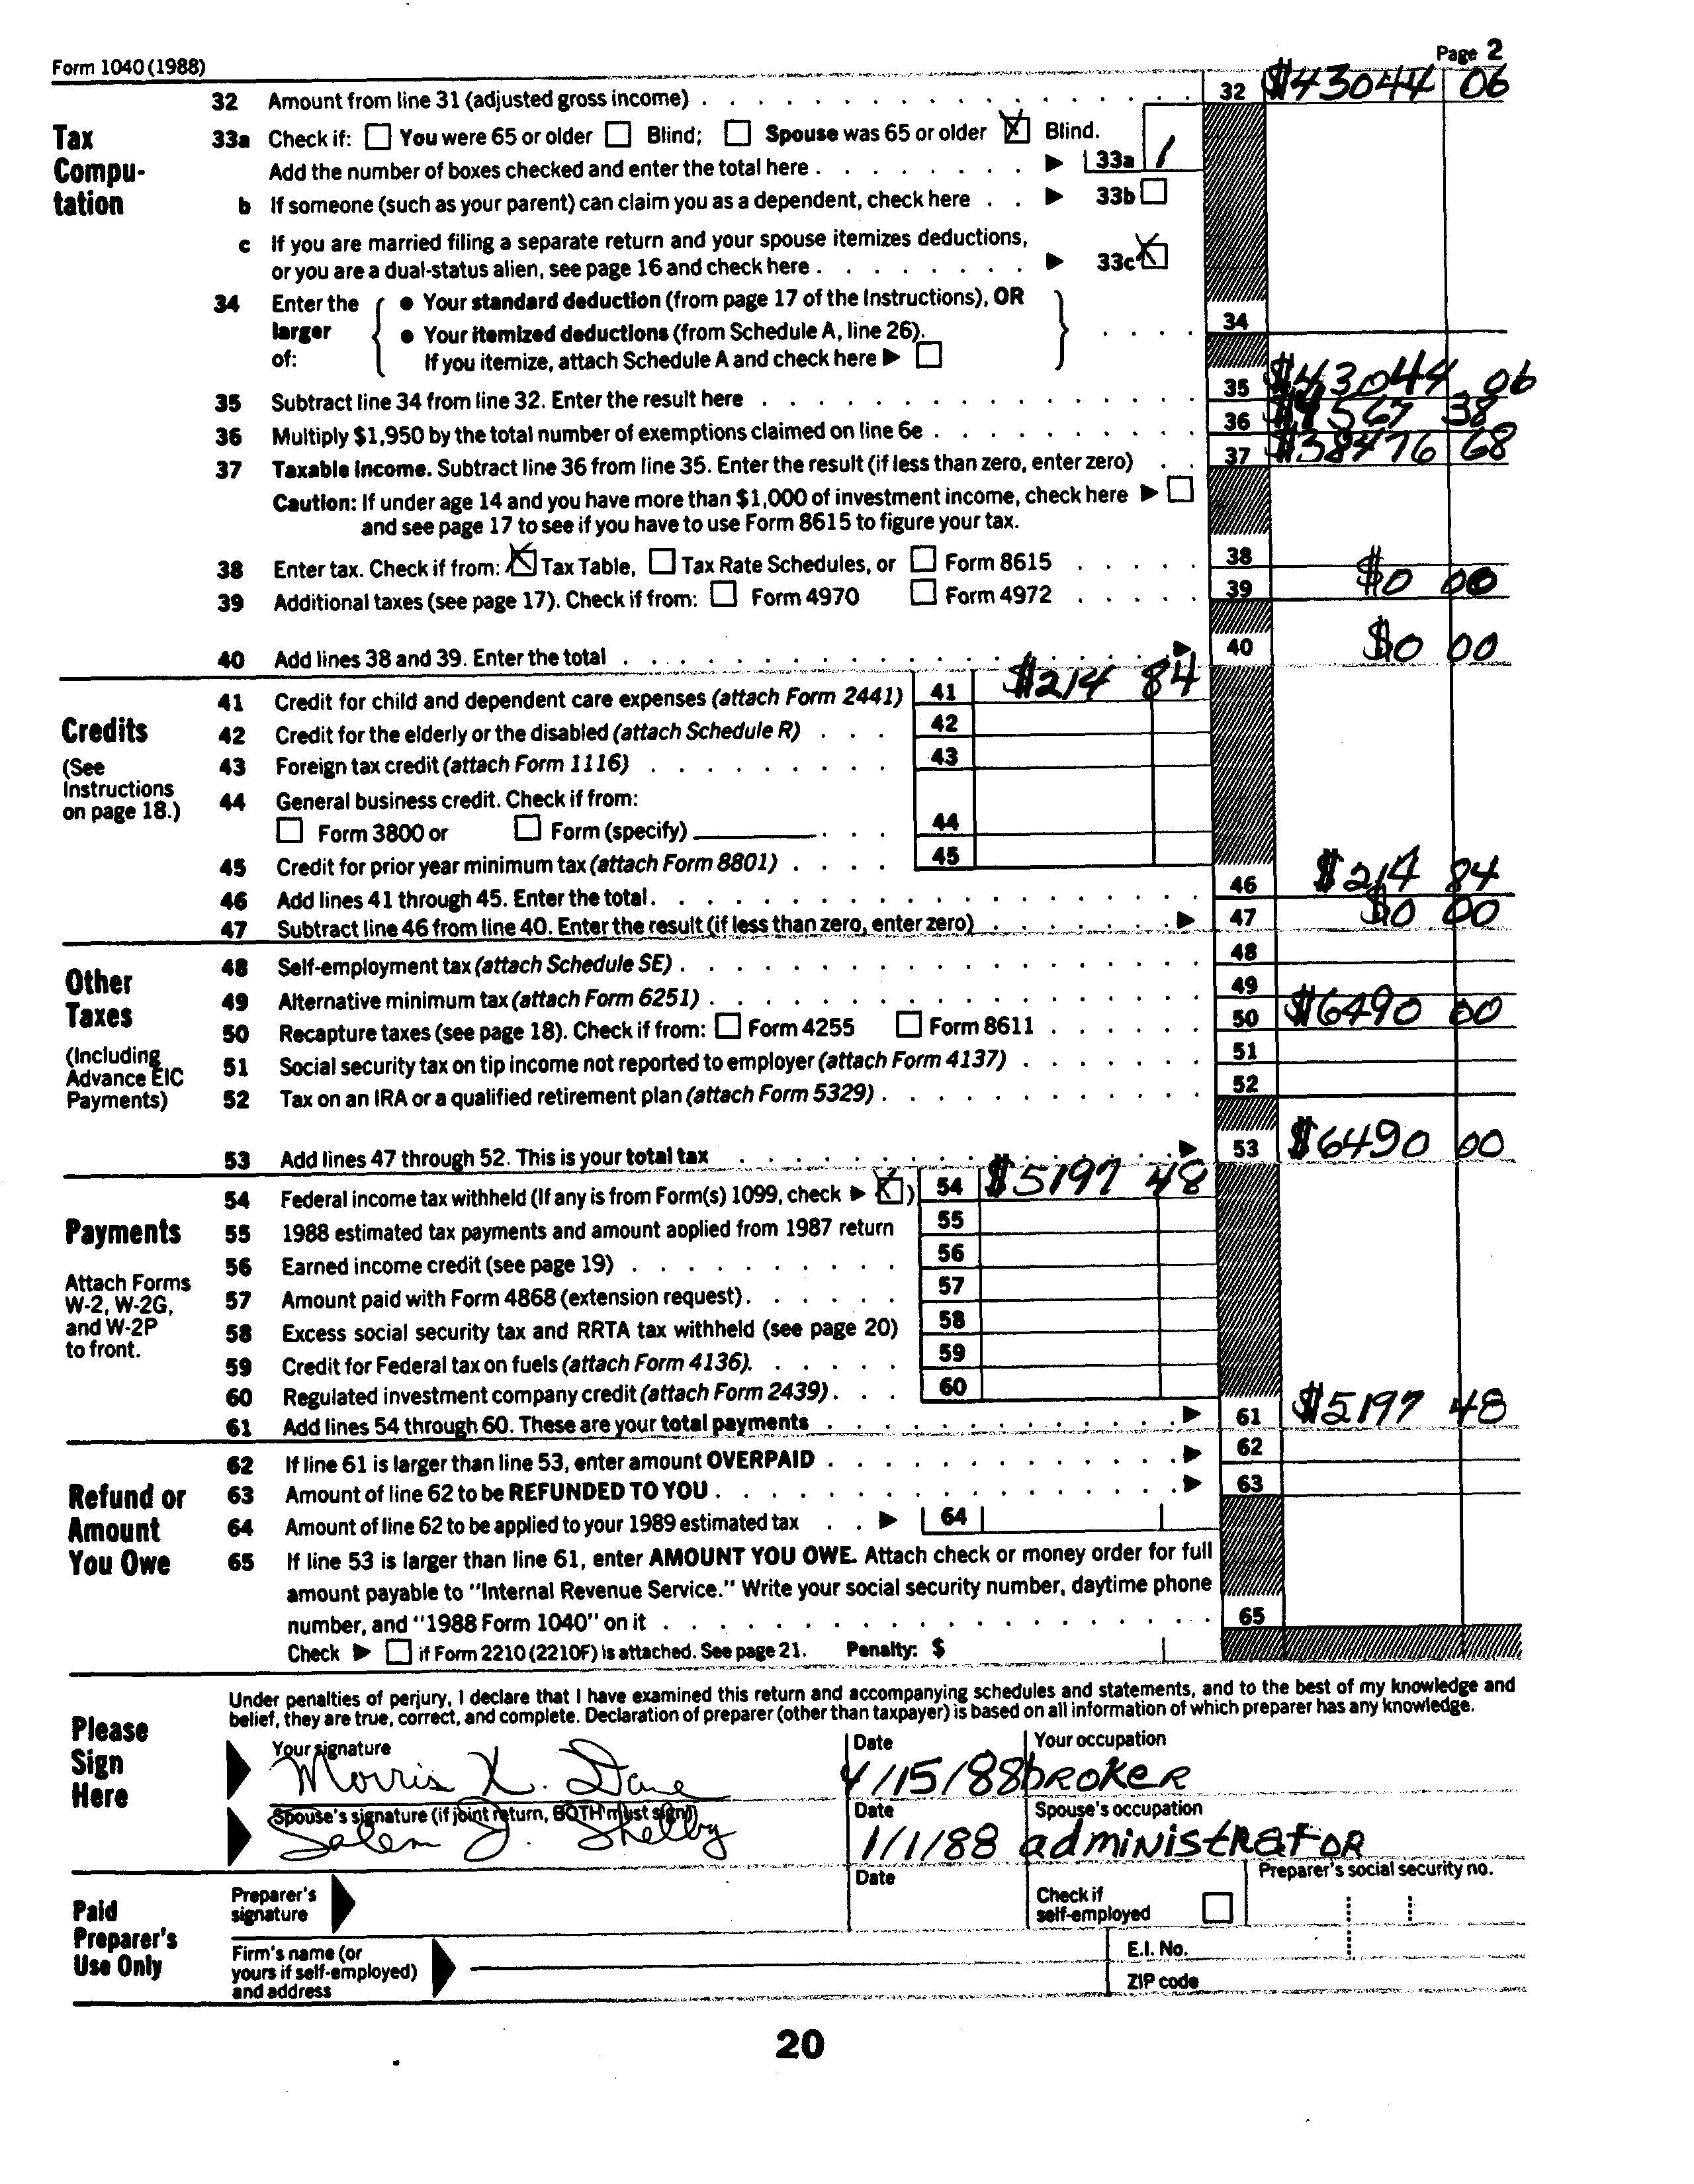 Form 1040 (1988)
Page 2
Tax Compu-tation
32 Amount from line 31 (adjusted gross income) 32 $43044 06
33a Check if: You were 65 or older Blind; Spouse was 65 or older X Blind.
Add the number of boxes checked and enter the total here 33a 1
b If someone (such as your parent) can claim you as a dependent, check here 33b
c If you are married filing a separate return and your spouse itemizes deductions,
or you are a dual-status alien, see page 16 and check here 33c X
34 Enter the larger of:
• Your standard deduction (from page 17 of the Instructions), OR
• Your itemized deductions (from Schedule A, line 26).
If you itemize, attach Schedule A and check here
34
35 Subtract line 34 from line 32. Enter the result here 35 $43044 06
36 Multiply $1,950 by the total number of exemptions claimed on line 6e 36 $4567 38
37 Taxable income. Subtract line 36 from line 35. Enter the result (if less than zero, enter zero) 37 $38476 68
Caution: If under age 14 and you have more than $1,000 of investment income, check here
and see page 17 to see if you have to use Form 8615 to figure your tax.
38 Enter tax. Check if from: X Tax Table, Tax Rate Schedules, or Form 8615 38
39 Additional taxes (see page 17). Check if from: Form 4970 Form 4972 39 $0 00
40 Add lines 38 and 39. Enter the total 40 $0 00
Credits
(See Instructions on page 18.)
41 Credit for child and dependent care expenses (attach Form 2441) 41 $214 84
42 Credit for the elderly or the disabled (attach Schedule R) 42
43 Foreign tax credit (attach Form 1116) 43
44 General business credit. Check if from:
Form 3800 or Form (specify) 44
45 Credit for prior year minimum tax (attach Form 8801) 45
46 Add lines 41 through 45. Enter the total. 46 $214 84
47 Subtract line 46 from line 40. Enter the result (if less than zero, enter zero) 47 $0 00
Other Taxes
(Including Advance EIC Payments)
48 Self-employment tax (attach Schedule SE) 48
49 Alternative minimum tax (attach Form 6251) 49
50 Recapture taxes (see page 18). Check if from: Form 4255 Form 8611 50 $6490 00
51 Social security tax on tip income not reported to employer (attach Form 4137) 51
52 Tax on an IRA or a qualified retirement plan (attach Form 5329) 52
53 Add lines 47 through 52. This is your total tax 53 $6490 00
Payments
Attach Forms W-2, W-2G, and W-2P to front.
54 Federal income tax withheld (If any is from Form(s) 1099, check X ) 54 $5197 48
55 1988 estimated tax payments and amount applied from 1987 return 55
56 Earned income credit (see page 19) 56
57 Amount paid with Form 4868 (extension request) 57
58 Excess social security tax and RRTA tax withheld (see page 20) 58
59 Credit for Federal tax on fuels (attach Form 4136). 59
60 Regulated investment company credit (attach Form 2439) 60
61 Add lines 54 through 60. These are your total payments 61 $5197 48
Refund or Amount You Owe
62 If line 61 is larger than line 53, enter amount OVERPAID 62
63 Amount of line 62 to be REFUNDED TO YOU 63
64 Amount of line 62 to be applied to your 1989 estimated tax 64
65 If line 53 is larger than line 61, enter AMOUNT YOU OWE. Attach check or money order for full
amount payable to "Internal Revenue Service." Write your social security number, daytime phone
number, and "1988 Form 1040" on it 65
Check if Form 2210 (2210F) is attached. See page 21. Penalty: $
Please Sign Here
Under penalties of perjury, I declare that I have examined this return and accompanying schedules and statements, and to the best of my knowledge and
belief, they are true, correct, and complete. Declaration of preparer (other than taxpayer) is based on all information of which preparer has any knowledge.
Your signature Date Your occupation
Morris X. Dane 4/15/88 broker
Spouse's signature (if joint return, BOTH must sign) Date Spouse's occupation
Salem J. Shelby 1/1/88 administrator
Paid Preparer's Use Only
Preparer's signature Date Check if self-employed Preparer's social security no.
Firm's name (or yours if self-employed) and address E.I. No.
ZIP code
20